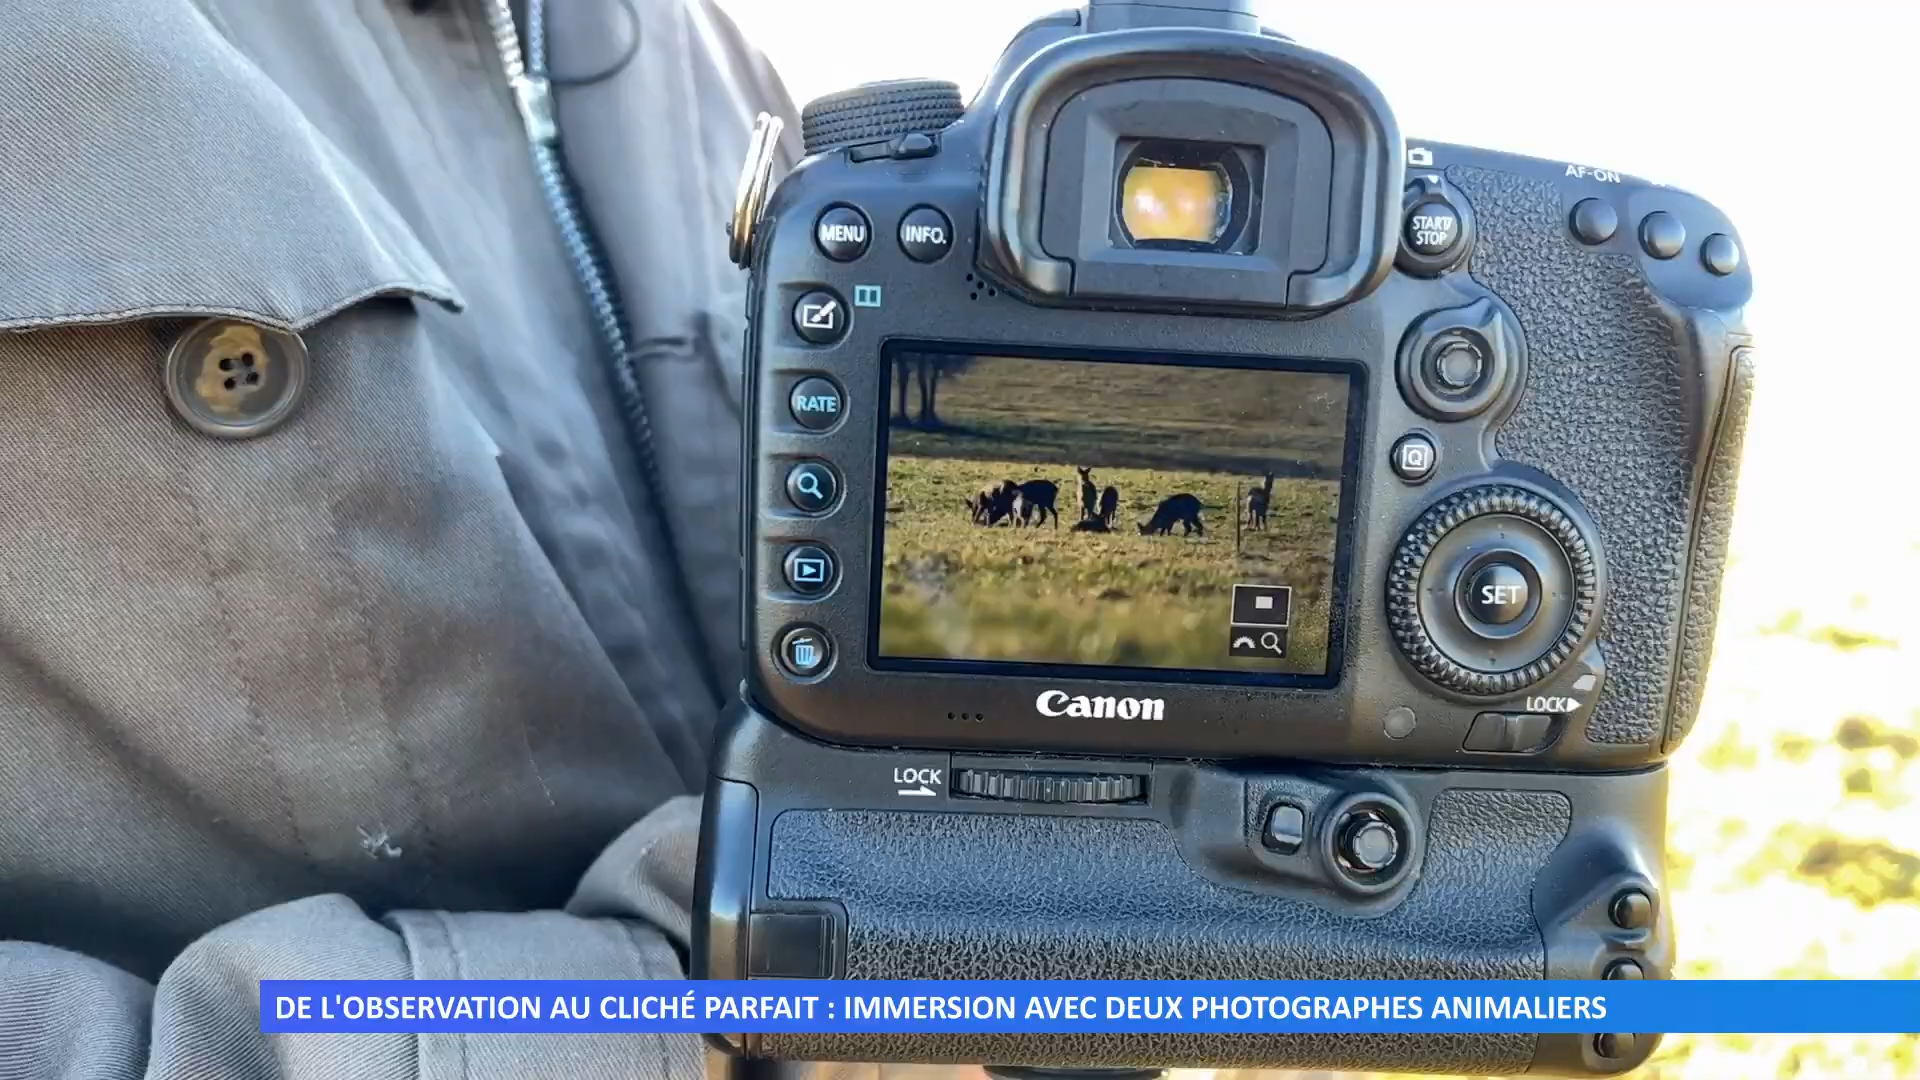 AF-ON
MENU
INFO.
START/
STOP
RATE
Q
SET
Canon
LOCK
LOCK
DE L'OBSERVATION AU CLICHÉ PARFAIT : IMMERSION AVEC DEUX PHOTOGRAPHES ANIMALIERS